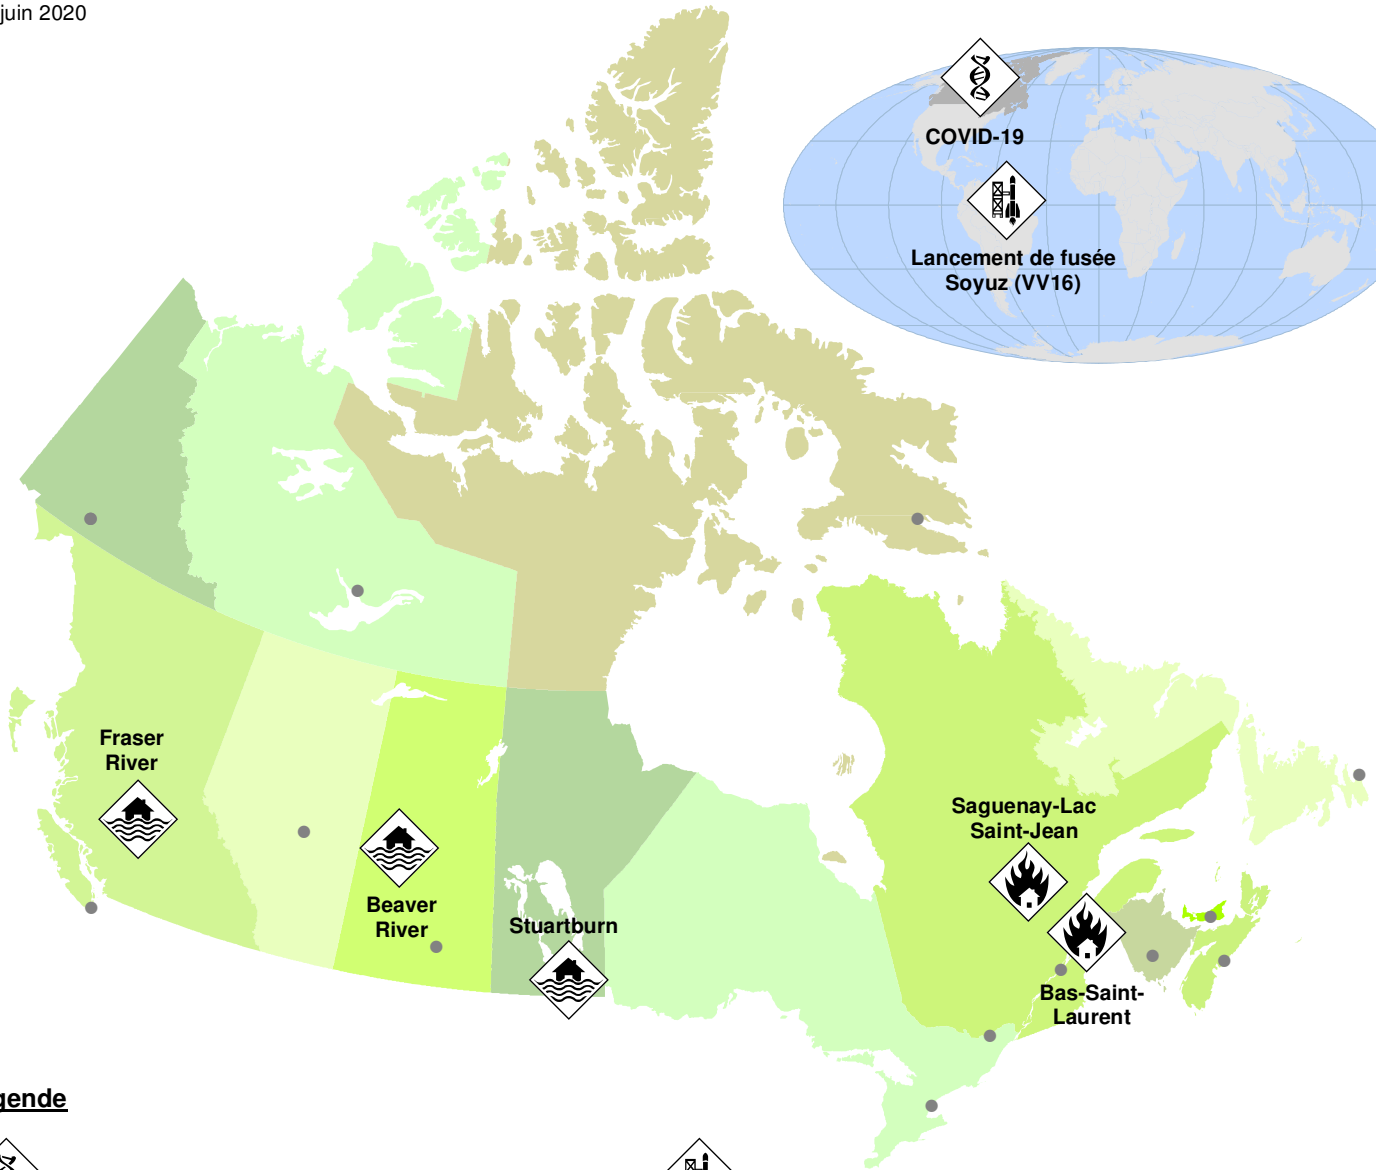 juin 2020
COVID-19
Lancement de fusée
Soyuz (VV16)
Fraser
River
Beaver
River
Stuartburn
Saguenay-Lac
Saint-Jean
Bas-Saint-
Laurent
gende